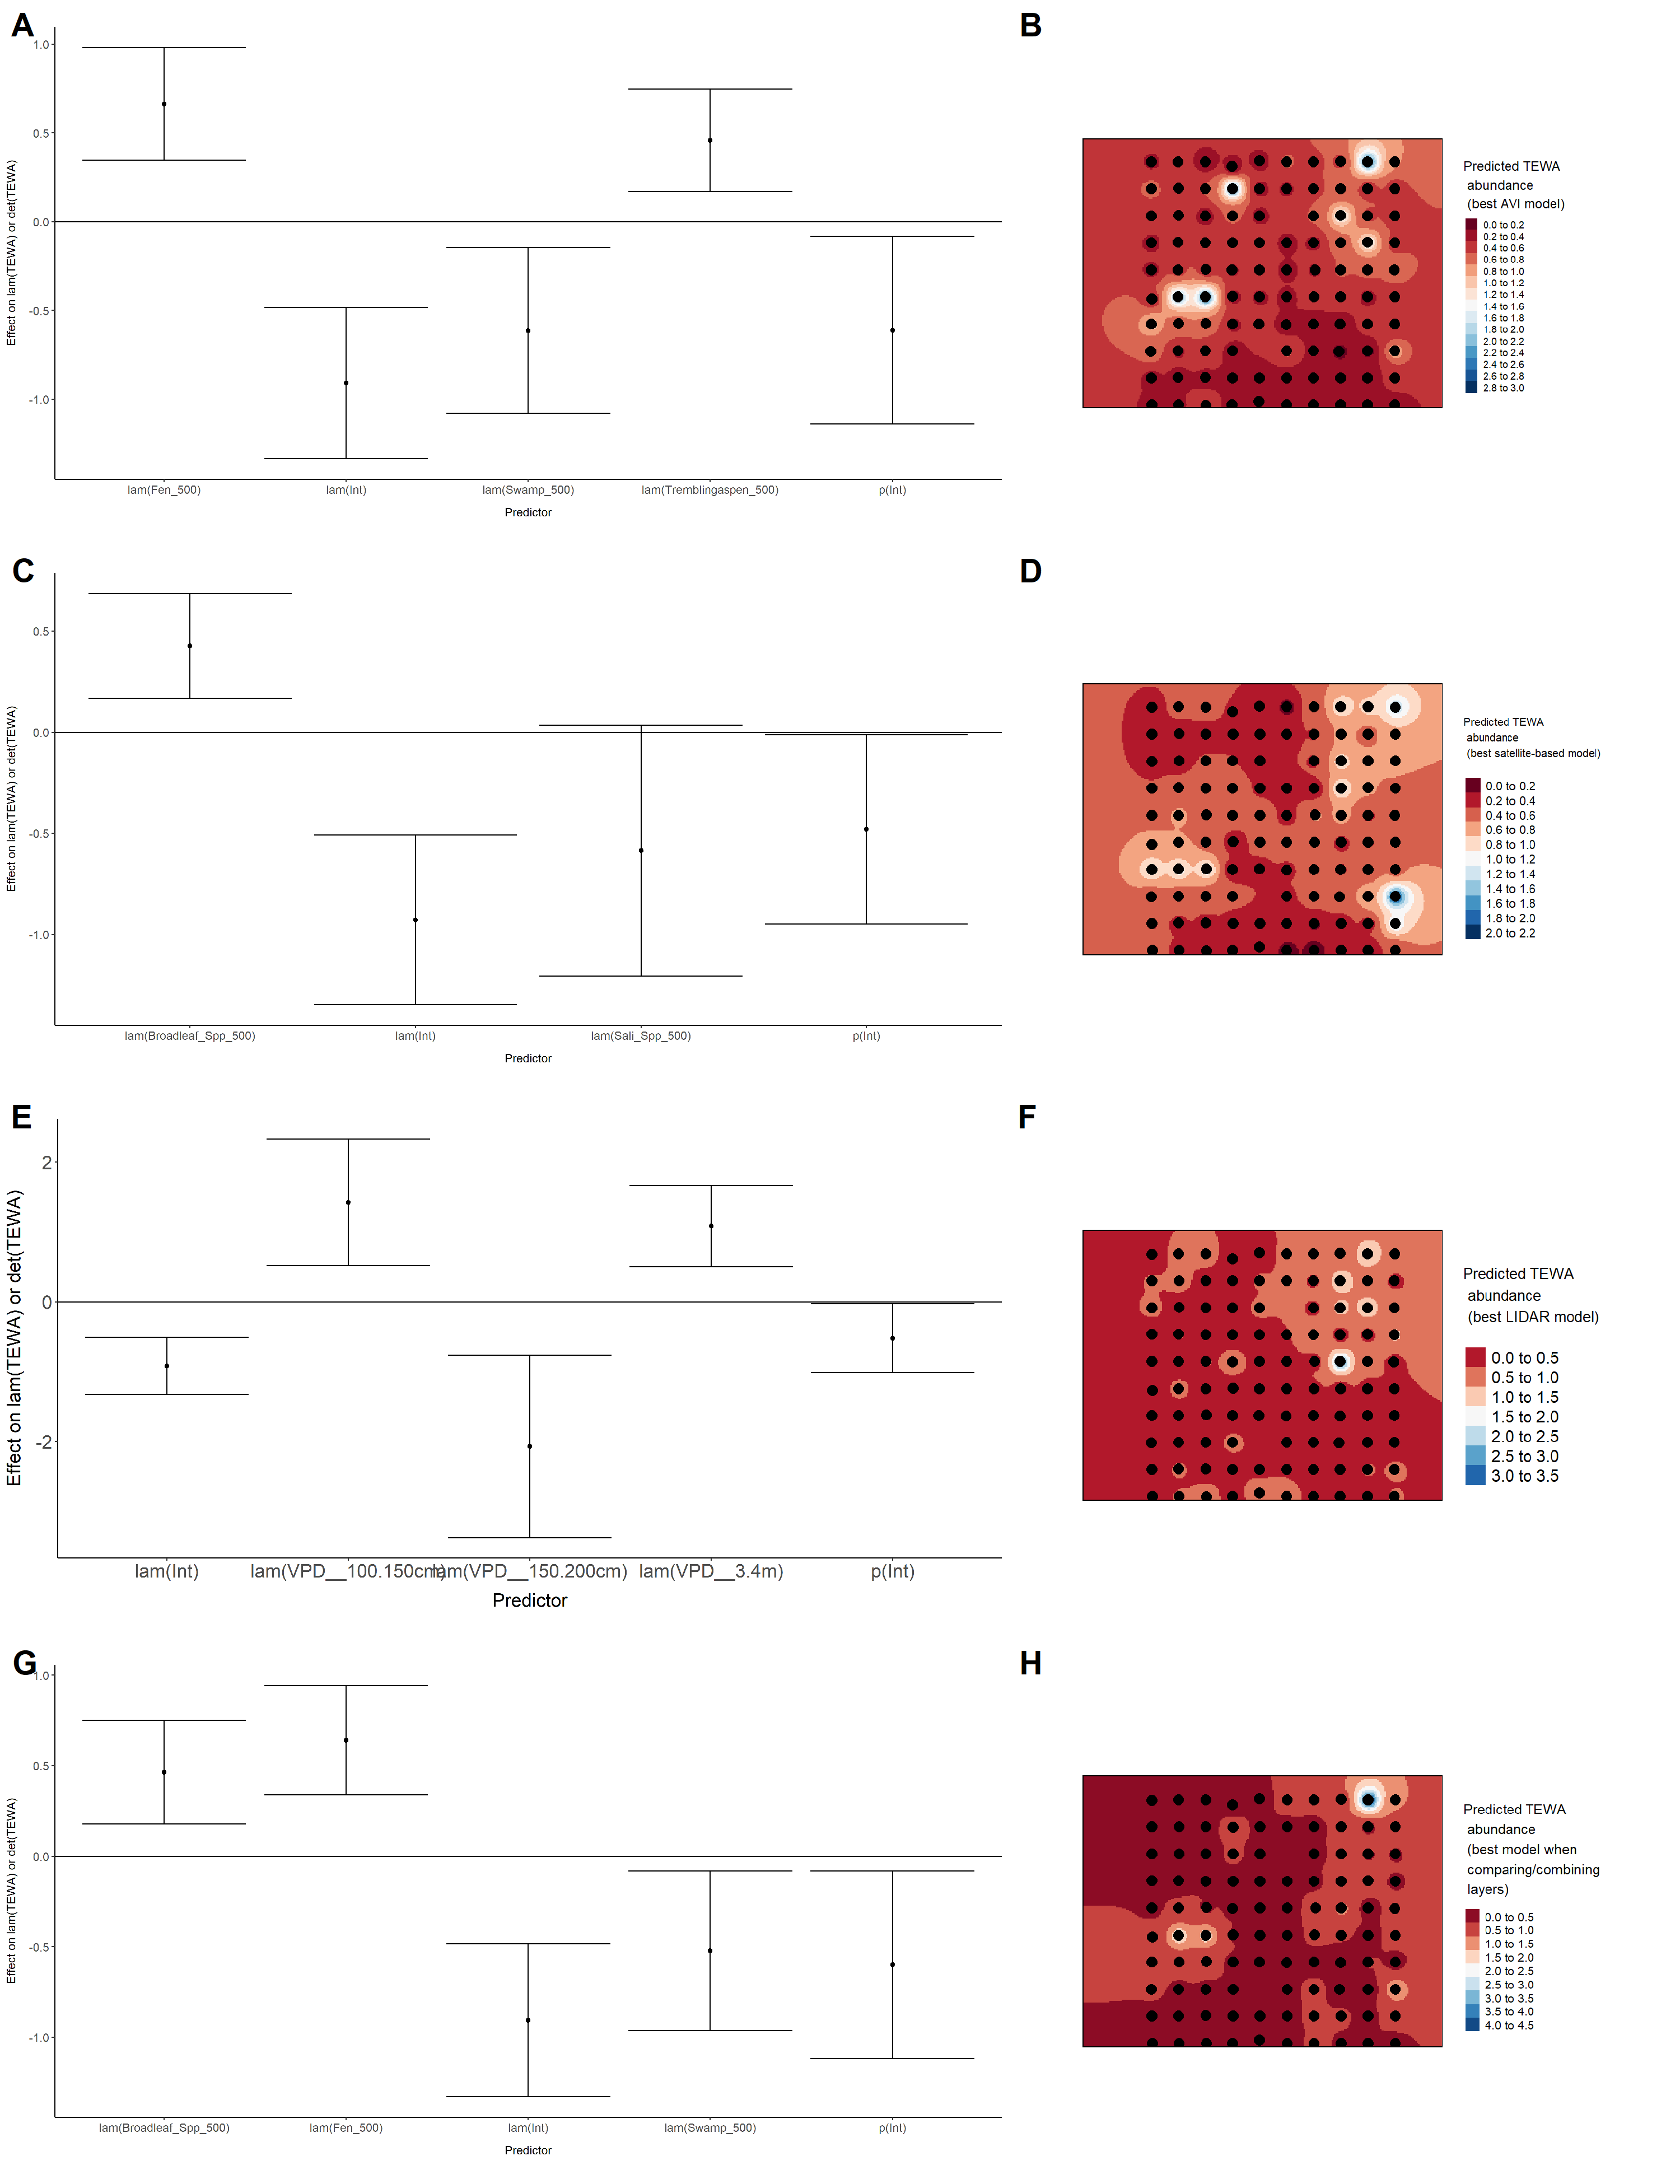 A
Effect on lam(TEWA) or det(TEWA)
1.0
0.5
0.0
-0.5
-1.0
lam(Fen_500)
lam(Int)
lam(Swamp_500)
lam(Tremblingaspen_500)
p(Int)
Predictor
B
Predicted TEWA
abundance
(best AVI model)
0.0 to 0.2
0.2 to 0.4
0.4 to 0.6
0.6 to 0.8
0.8 to 1.0
1.0 to 1.2
1.2 to 1.4
1.4 to 1.6
1.6 to 1.8
1.8 to 2.0
2.0 to 2.2
2.2 to 2.4
2.4 to 2.6
2.6 to 2.8
2.8 to 3.0
C
Effect on lam(TEWA) or det(TEWA)
0.5
0.0
-0.5
-1.0
lam(Broadleaf_Spp_500)
lam(Int)
lam(Sali_Spp_500)
p(Int)
Predictor
D
Predicted TEWA
abundance
(best satellite-based model)
0.0 to 0.2
0.2 to 0.4
0.4 to 0.6
0.6 to 0.8
0.8 to 1.0
1.0 to 1.2
1.2 to 1.4
1.4 to 1.6
1.6 to 1.8
1.8 to 2.0
2.0 to 2.2
E
Effect on lam(TEWA) or det(TEWA)
2
0
-2
lam(Int)
lam(VPD__100.150cm)
lam(VPD__150.200cm)
lam(VPD__3.4m)
p(Int)
Predictor
F
Predicted TEWA
abundance
(best LIDAR model)
0.0 to 0.5
0.5 to 1.0
1.0 to 1.5
1.5 to 2.0
2.0 to 2.5
2.5 to 3.0
3.0 to 3.5
G
Effect on lam(TEWA) or det(TEWA)
1.0
0.5
0.0
-0.5
-1.0
lam(Broadleaf_Spp_500)
lam(Fen_500)
lam(Int)
lam(Swamp_500)
p(Int)
Predictor
H
Predicted TEWA
abundance
(best model when
comparing/combining
layers)
0.0 to 0.5
0.5 to 1.0
1.0 to 1.5
1.5 to 2.0
2.0 to 2.5
2.5 to 3.0
3.0 to 3.5
3.5 to 4.0
4.0 to 4.5